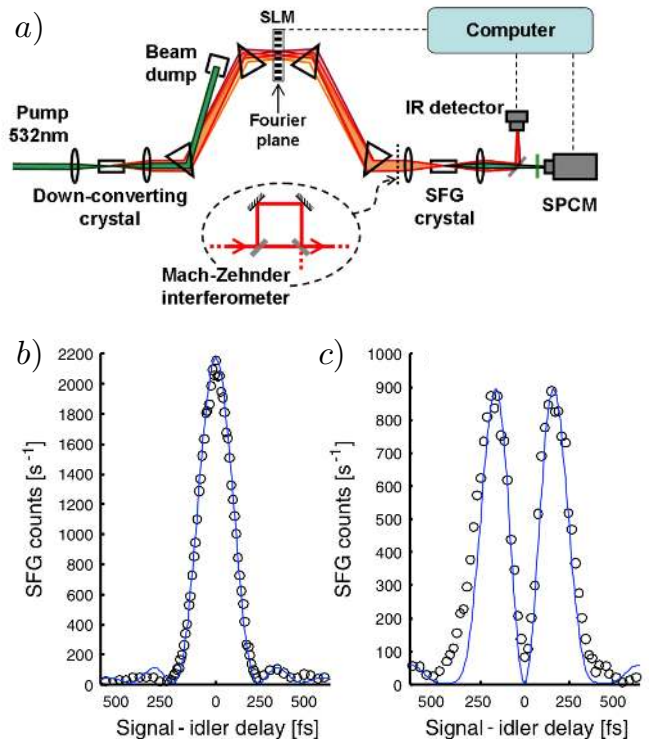 a)
SLM
Computer
Beam
dump
Pump
532nm
Fourier
plane
IR detector
Down-converting
crystal
SFG
crystal
SPCM
Mach-Zehnder
interferometer
b)
2200
2000
1800
1600
1400
1200
1000
800
600
400
200
0
SFG counts [s⁻¹]
500 250 0 250 500
Signal - idler delay [fs]
c)
1000
900
800
700
600
500
400
300
200
100
0
SFG counts [s⁻¹]
500 250 0 250 500
Signal - idler delay [fs]